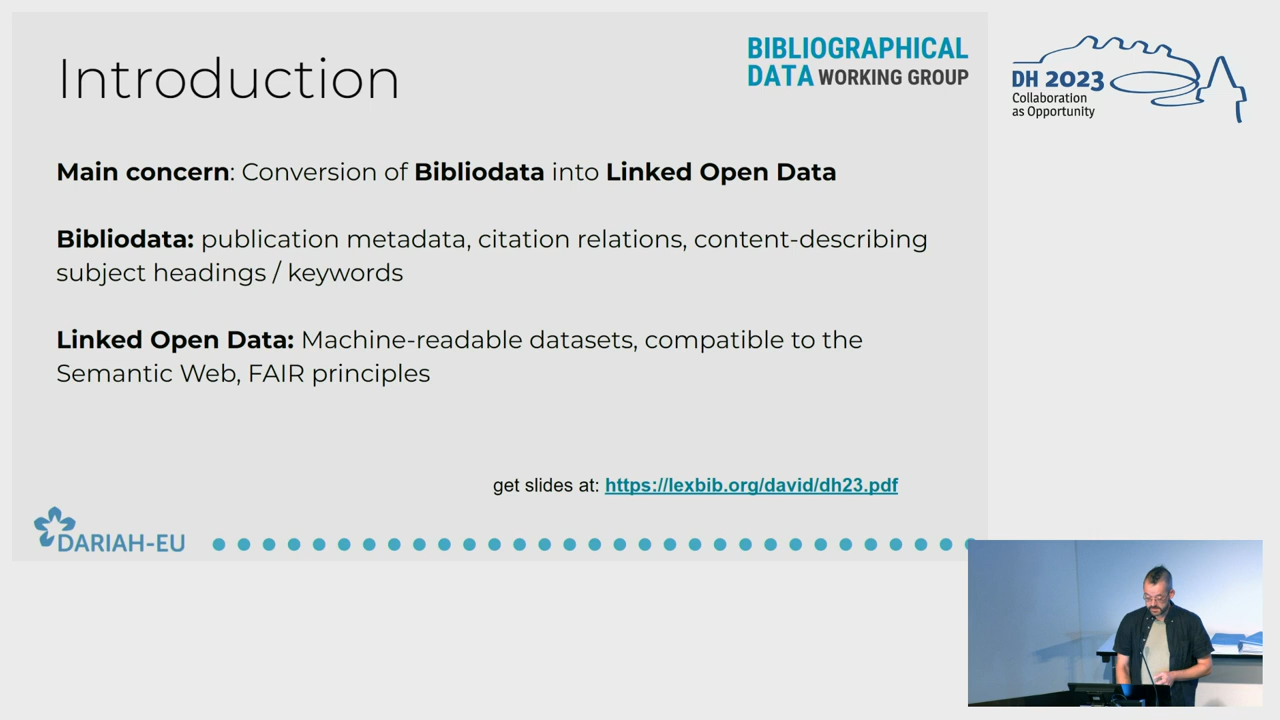 Introduction
BIBLIOGRAPHICAL
DATA WORKING GROUP
DH 2023
Collaboration
as Opportunity
Main concern: Conversion of Bibliodata into Linked Open Data
Bibliodata: publication metadata, citation relations, content-describing
subject headings / keywords
Linked Open Data: Machine-readable datasets, compatible to the
Semantic Web, FAIR principles
get slides at: https://lexbib.org/david/dh23.pdf
DARIAH-EU